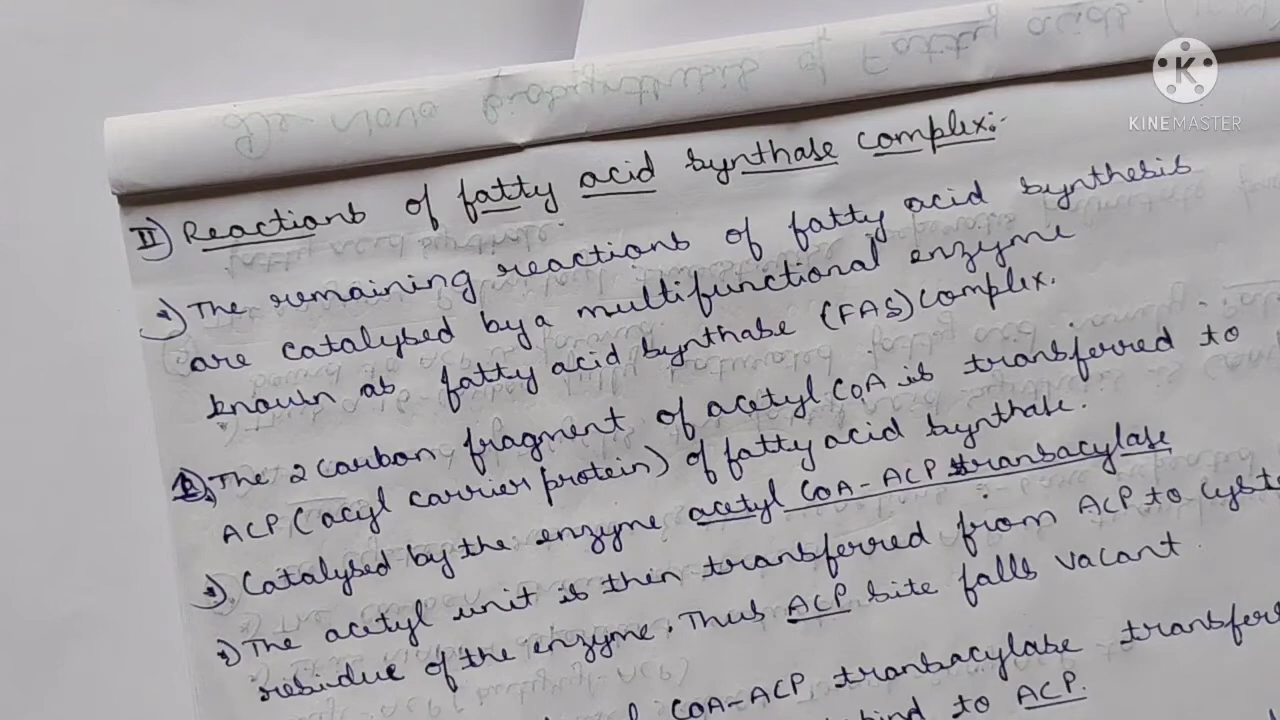 K
KINEMASTER
II) Reactions of fatty acid synthase complex:-
The remaining reactions of fatty acid synthesis
are catalysed by a multifunctional enzyme
known as fatty acid synthase (FAS) complex.
The 2 carbon fragment of acetyl CoA is transferred to
ACP (acyl carrier protein) of fatty acid synthase.
Catalysed by the enzyme acetyl CoA-ACP transacylase
The acetyl unit is then transferred from ACP to cyste
residue of the enzyme. Thus ACP site falls vacant.
CoA-ACP transacylase transfer
bind to ACP.